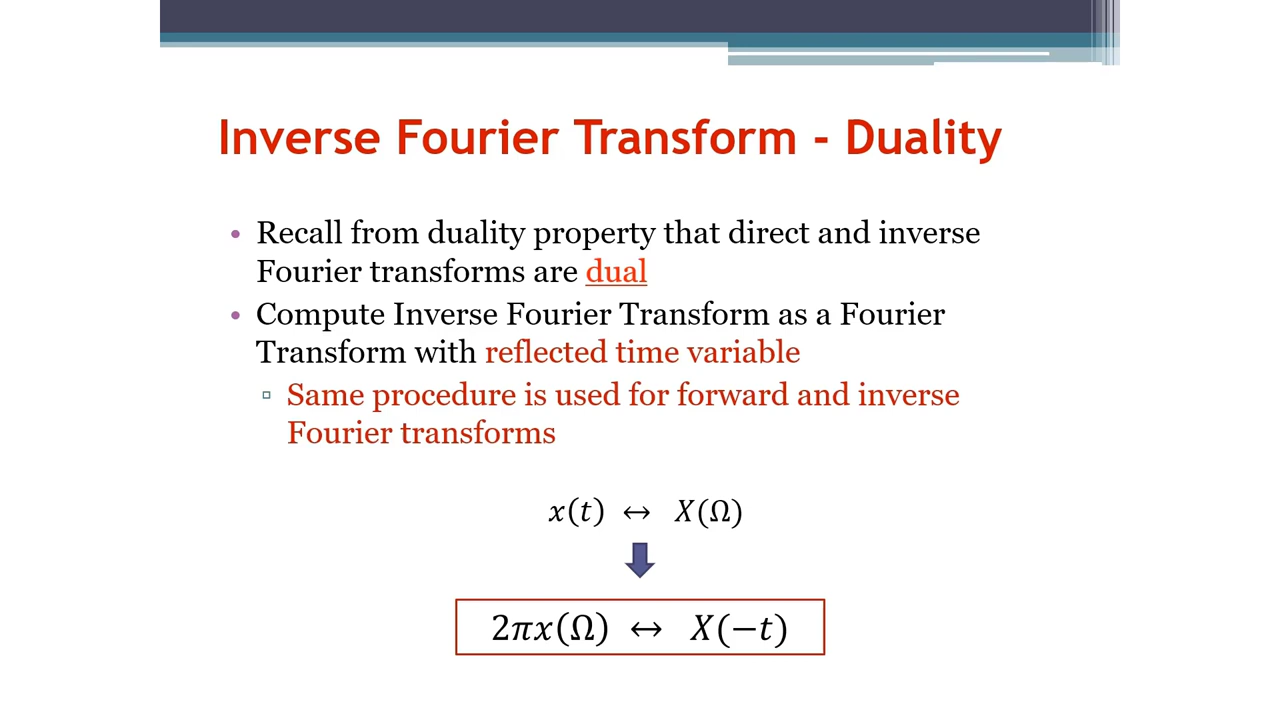 Inverse Fourier Transform - Duality
• Recall from duality property that direct and inverse
Fourier transforms are dual
• Compute Inverse Fourier Transform as a Fourier
Transform with reflected time variable
▫ Same procedure is used for forward and inverse
Fourier transforms
x(t) ↔ X(Ω)
2πx(Ω) ↔ X(−t)